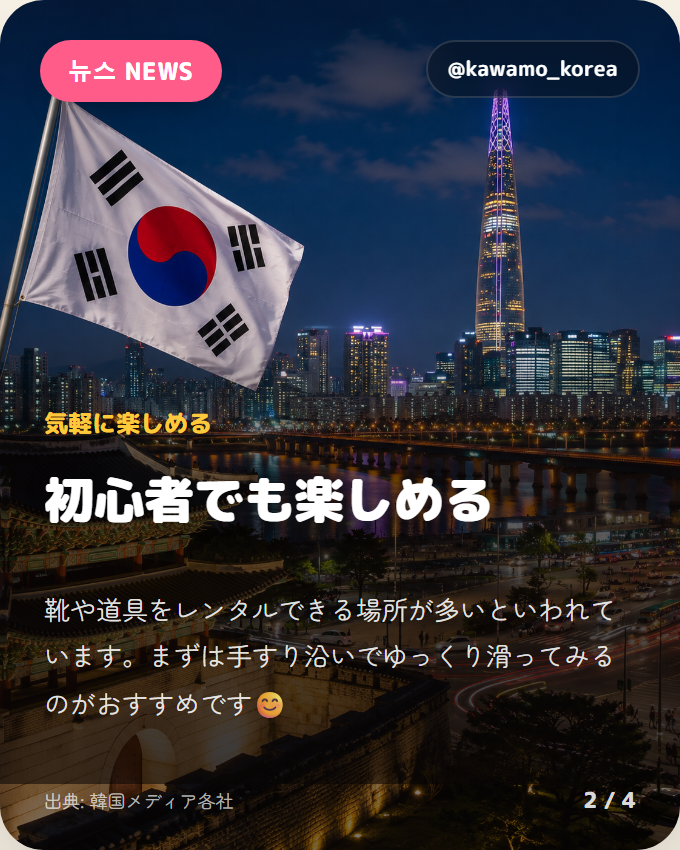 뉴스 NEWS
@kawamo_korea
気軽に楽しめる
初心者でも楽しめる
靴や道具をレンタルできる場所が多いといわれて
います。まずは手すり沿いでゆっくり滑ってみる
のがおすすめです😊
出典: 韓国メディア各社
2 / 4